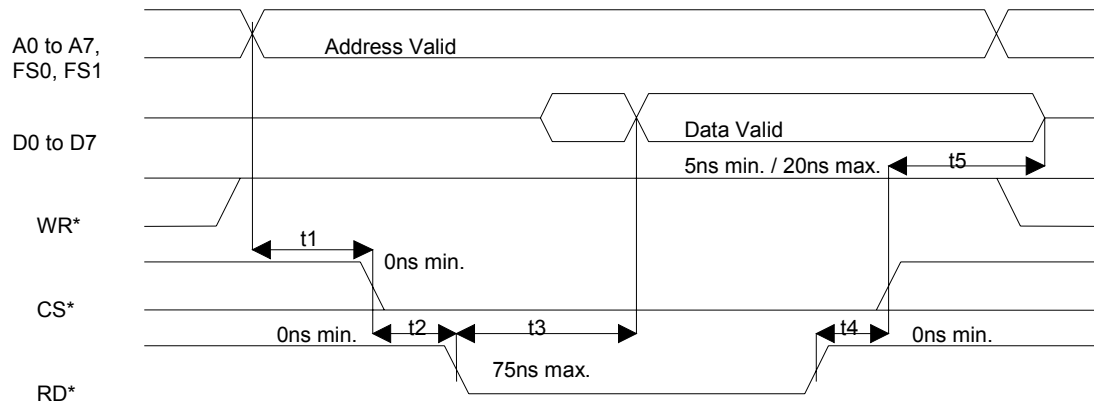 A0 to A7,
FS0, FS1
Address Valid
D0 to D7
Data Valid
5ns min. / 20ns max.
t5
WR*
t1
0ns min.
CS*
0ns min.
t2
t3
t4
0ns min.
75ns max.
RD*